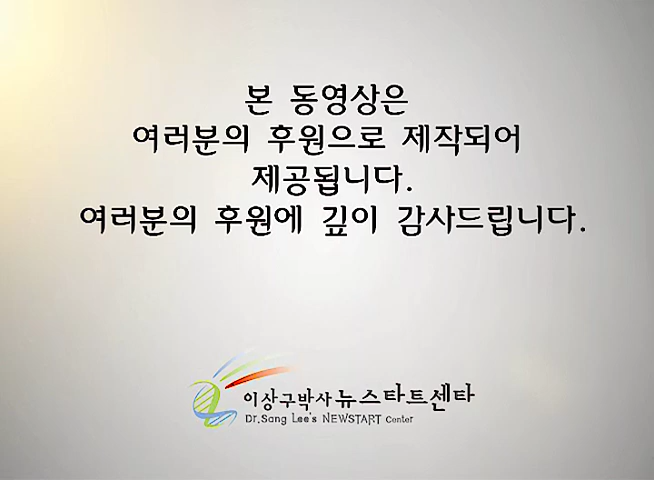 본 동영상은
여러분의 후원으로 제작되어
제공됩니다.
여러분의 후원에 깊이 감사드립니다.
이상구박사 뉴스타트센타
Dr.Sang Lee's NEWSTART Center